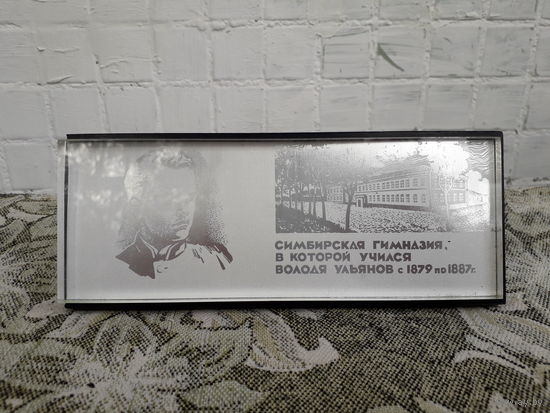 СИМБИРСКАЯ ГИМНАЗИЯ,
В КОТОРОЙ УЧИЛСЯ
ВОЛОДЯ УЛЬЯНОВ с 1879 по 1887г.